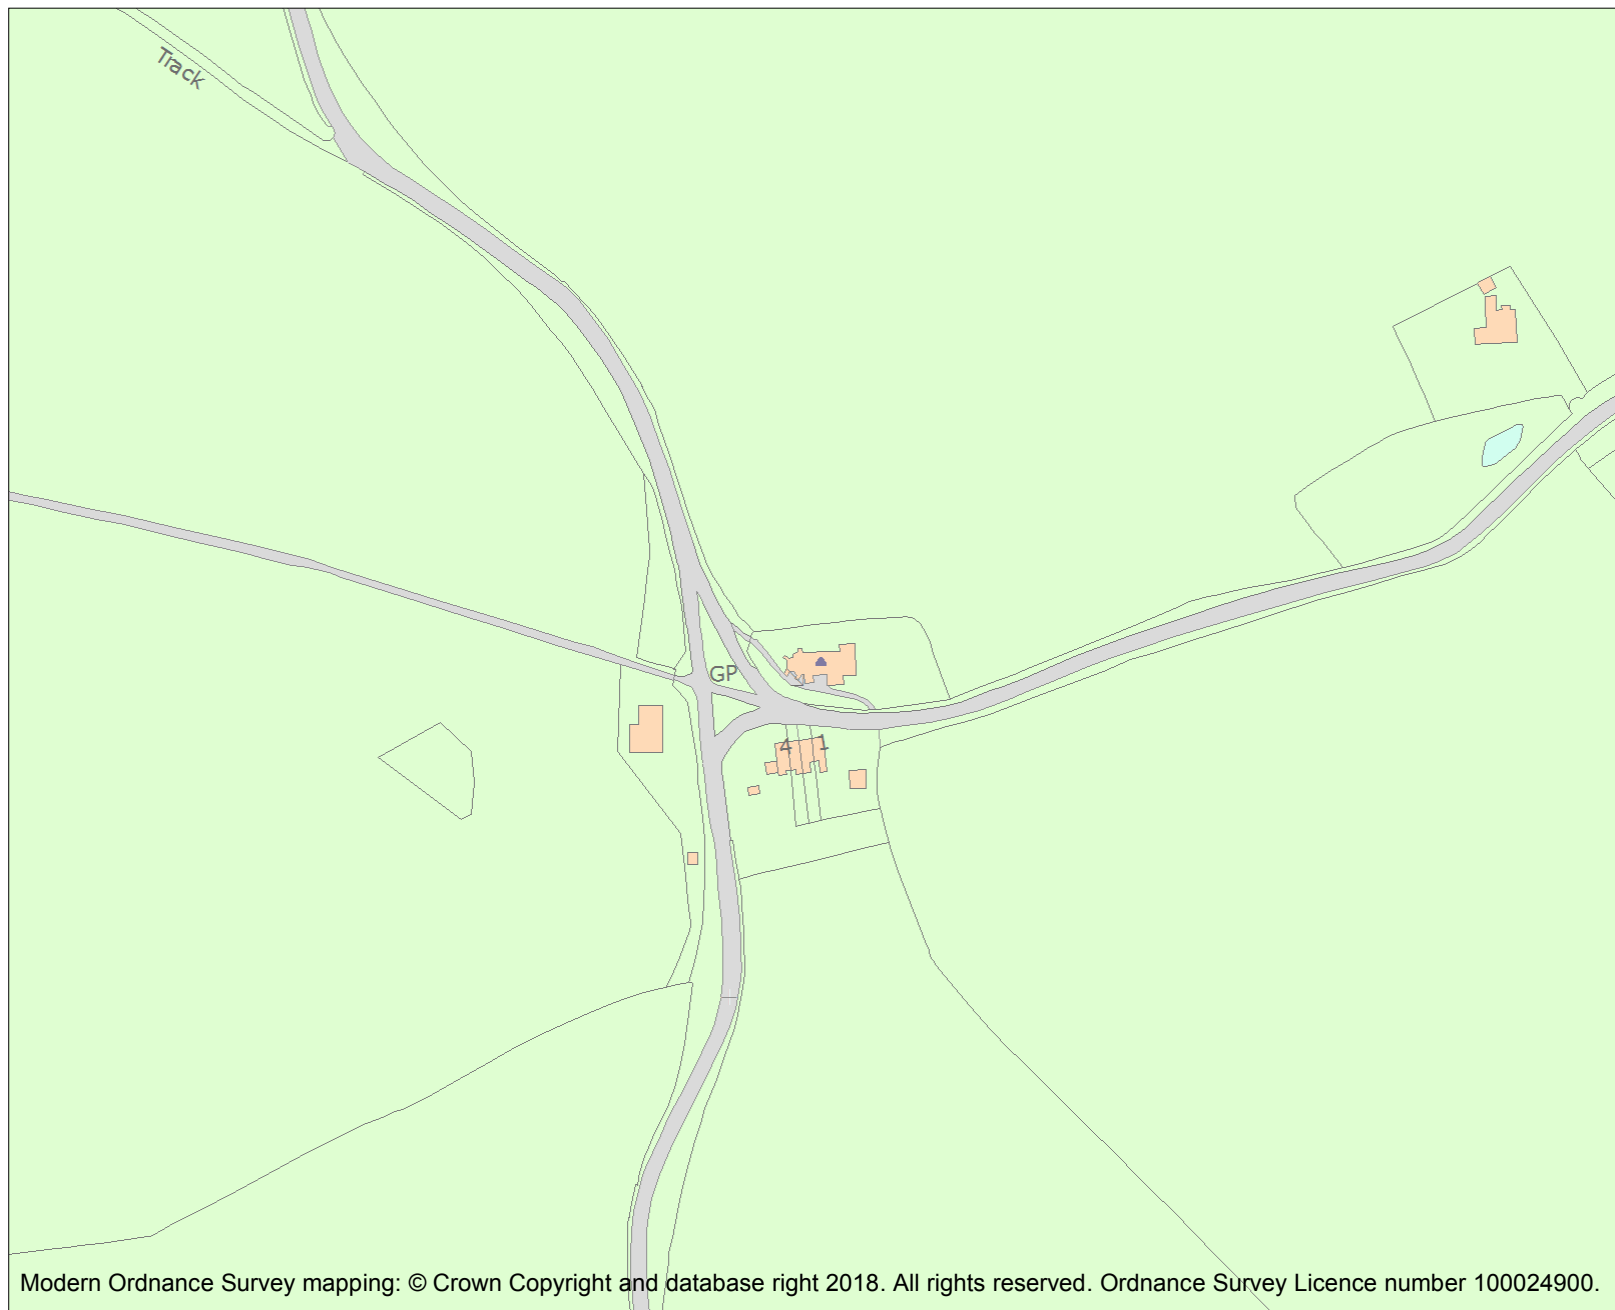 Track
GP
4 1
Modern Ordnance Survey mapping: © Crown Copyright and database right 2018. All rights reserved. Ordnance Survey Licence number 100024900.